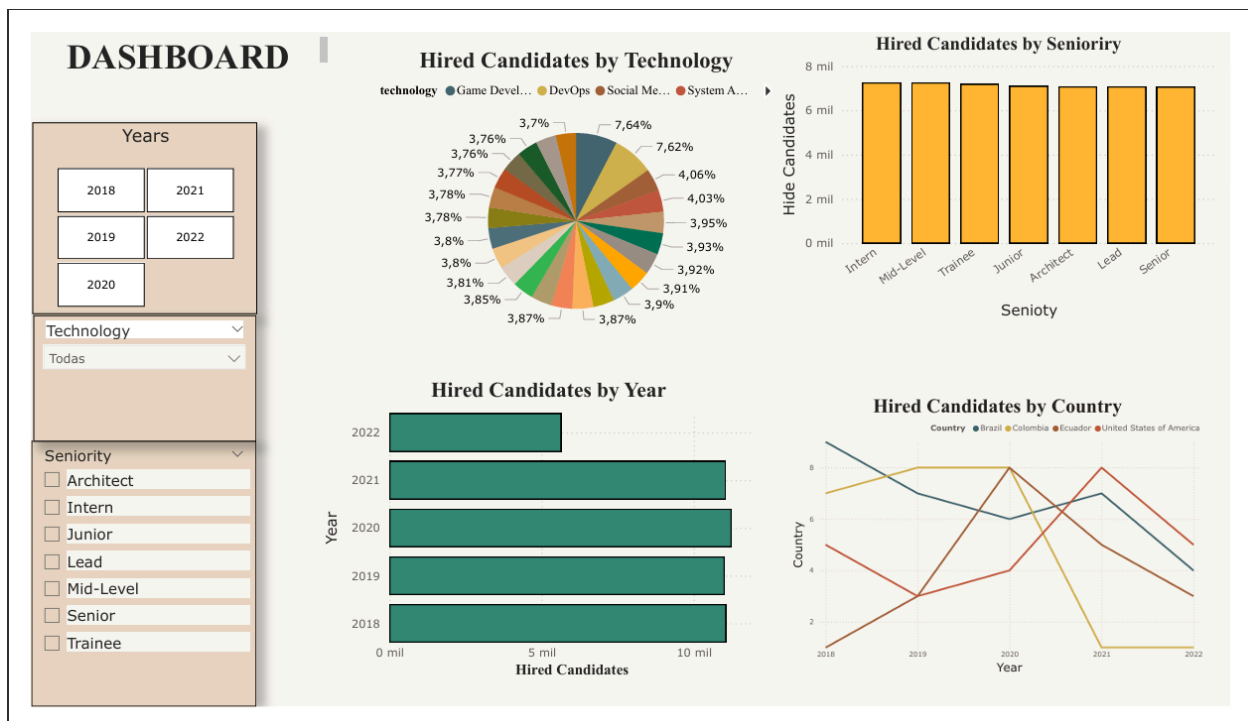 DASHBOARD
Years
2018
2021
2019
2022
2020
Technology
Todas
Seniority
Architect
Intern
Junior
Lead
Mid-Level
Senior
Trainee
Hired Candidates by Technology
technology Game Devel... DevOps Social Me... System A...
7,64%
7,62%
4,06%
4,03%
3,95%
3,93%
3,92%
3,91%
3,9%
3,87%
3,87%
3,85%
3,81%
3,8%
3,8%
3,78%
3,78%
3,77%
3,76%
3,76%
3,7%
Hired Candidates by Senioriry
Hide Candidates
8 mil
6 mil
4 mil
2 mil
0 mil
Intern
Mid-Level
Trainee
Junior
Architect
Lead
Senior
Senioty
Hired Candidates by Year
Year
2022
2021
2020
2019
2018
0 mil 5 mil 10 mil
Hired Candidates
Hired Candidates by Country
Country Brazil Colombia Ecuador United States of America
Country
8
6
4
2
2018 2019 2020 2021 2022
Year